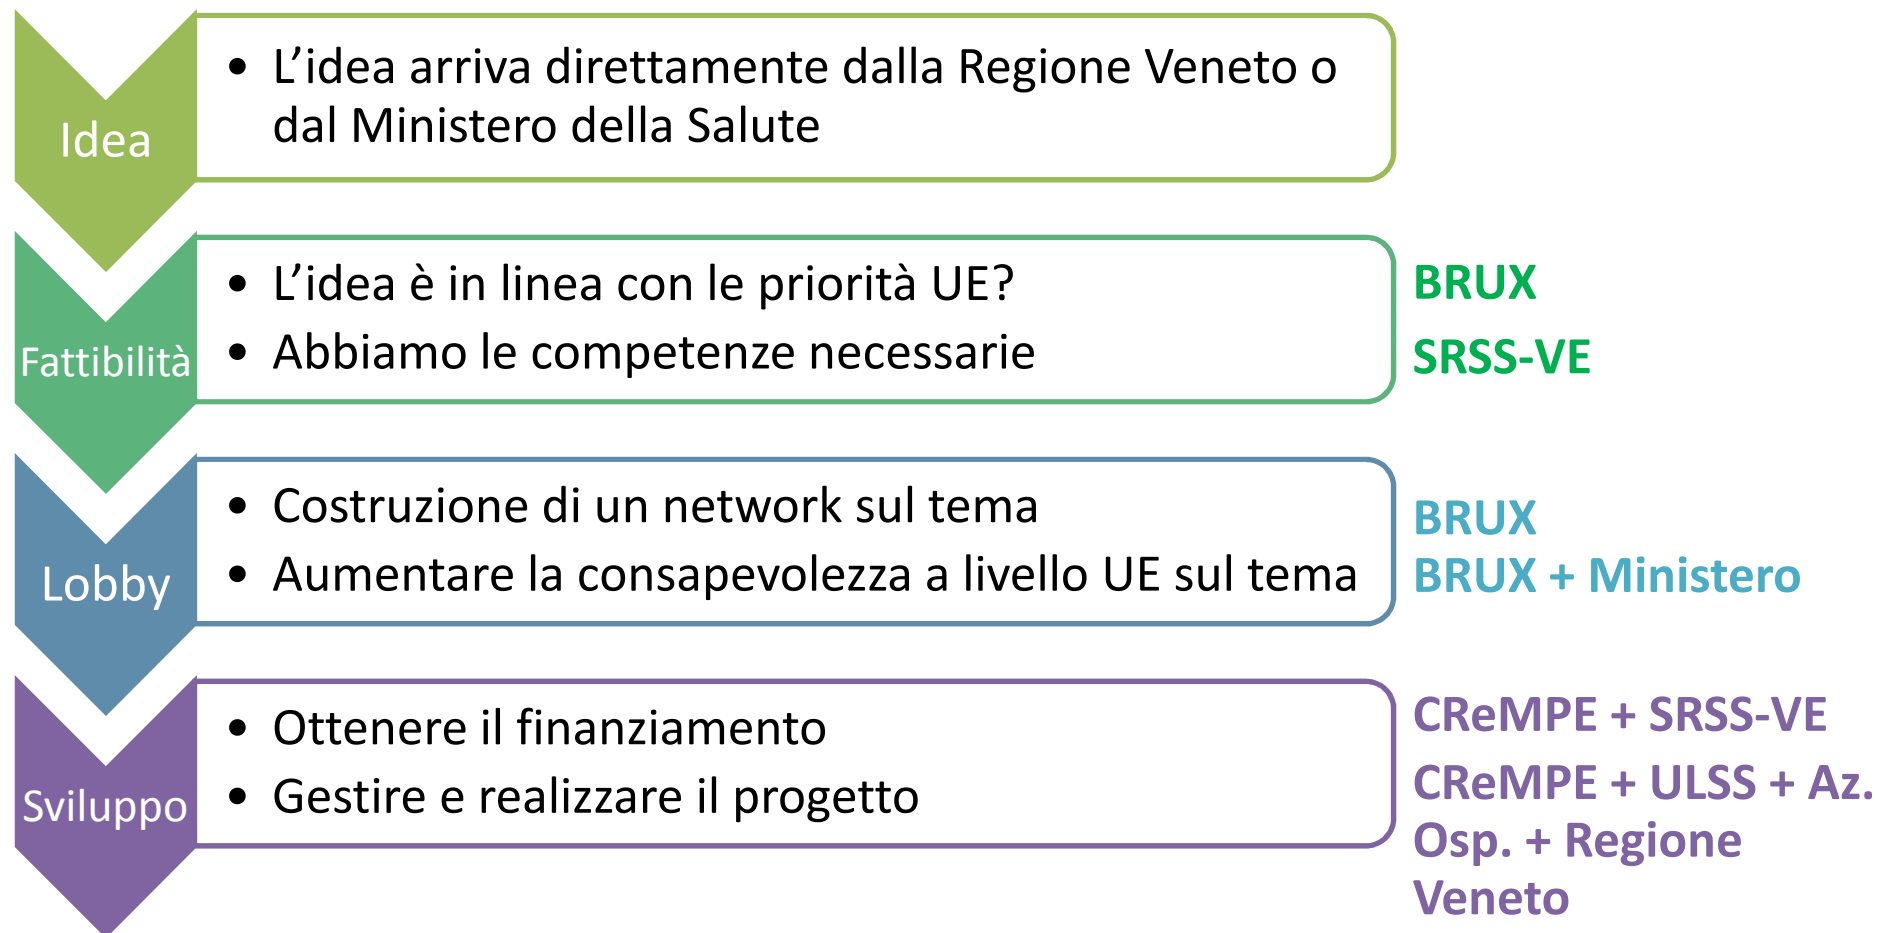 Idea
• L’idea arriva direttamente dalla Regione Veneto o
dal Ministero della Salute
Fattibilità
• L’idea è in linea con le priorità UE?
• Abbiamo le competenze necessarie
BRUX
SRSS-VE
Lobby
• Costruzione di un network sul tema
• Aumentare la consapevolezza a livello UE sul tema
BRUX
BRUX + Ministero
Sviluppo
• Ottenere il finanziamento
• Gestire e realizzare il progetto
CReMPE + SRSS-VE
CReMPE + ULSS + Az.
Osp. + Regione
Veneto